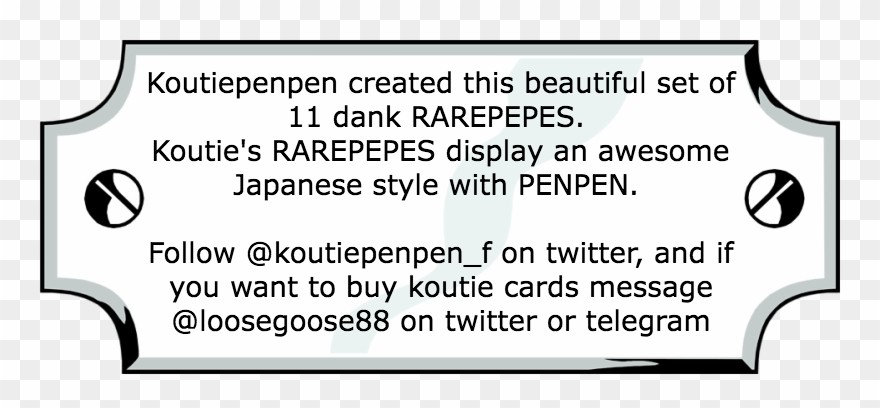 Koutiepenpen created this beautiful set of
11 dank RAREPEPES.
Koutie's RAREPEPES display an awesome
Japanese style with PENPEN.
Follow @koutiepenpen_f on twitter, and if
you want to buy koutie cards message
@loosegoose88 on twitter or telegram